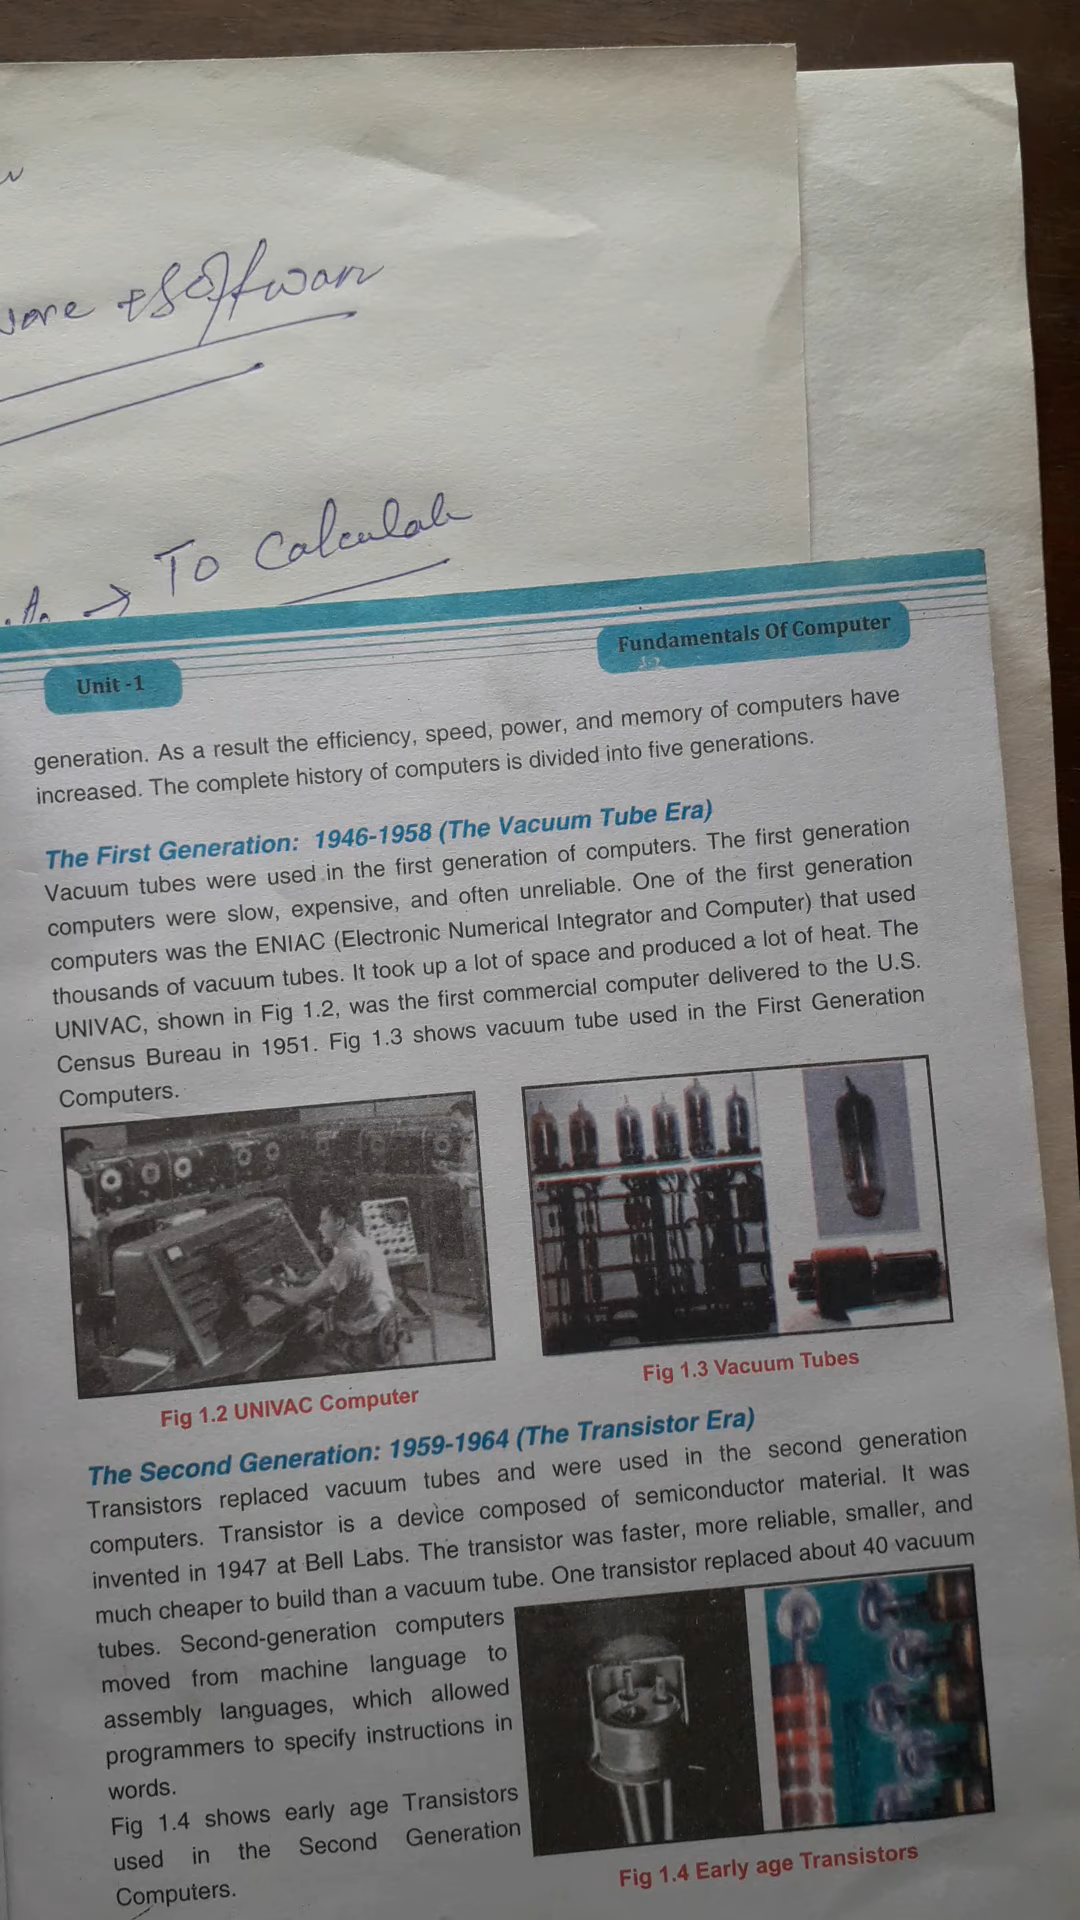 +Softwar
→ To Calculate
Unit -1
Fundamentals Of Computer
generation. As a result the efficiency, speed, power, and memory of computers have
increased. The complete history of computers is divided into five generations.
The First Generation: 1946-1958 (The Vacuum Tube Era)
Vacuum tubes were used in the first generation of computers. The first generation
computers were slow, expensive, and often unreliable. One of the first generation
computers was the ENIAC (Electronic Numerical Integrator and Computer) that used
thousands of vacuum tubes. It took up a lot of space and produced a lot of heat. The
UNIVAC, shown in Fig 1.2, was the first commercial computer delivered to the U.S.
Census Bureau in 1951. Fig 1.3 shows vacuum tube used in the First Generation
Computers.
Fig 1.2 UNIVAC Computer
Fig 1.3 Vacuum Tubes
The Second Generation: 1959-1964 (The Transistor Era)
Transistors replaced vacuum tubes and were used in the second generation
computers. Transistor is a device composed of semiconductor material. It was
invented in 1947 at Bell Labs. The transistor was faster, more reliable, smaller, and
much cheaper to build than a vacuum tube. One transistor replaced about 40 vacuum
tubes. Second-generation computers
moved from machine language to
assembly languages, which allowed
programmers to specify instructions in
words.
Fig 1.4 shows early age Transistors
used in the Second Generation
Computers.
Fig 1.4 Early age Transistors